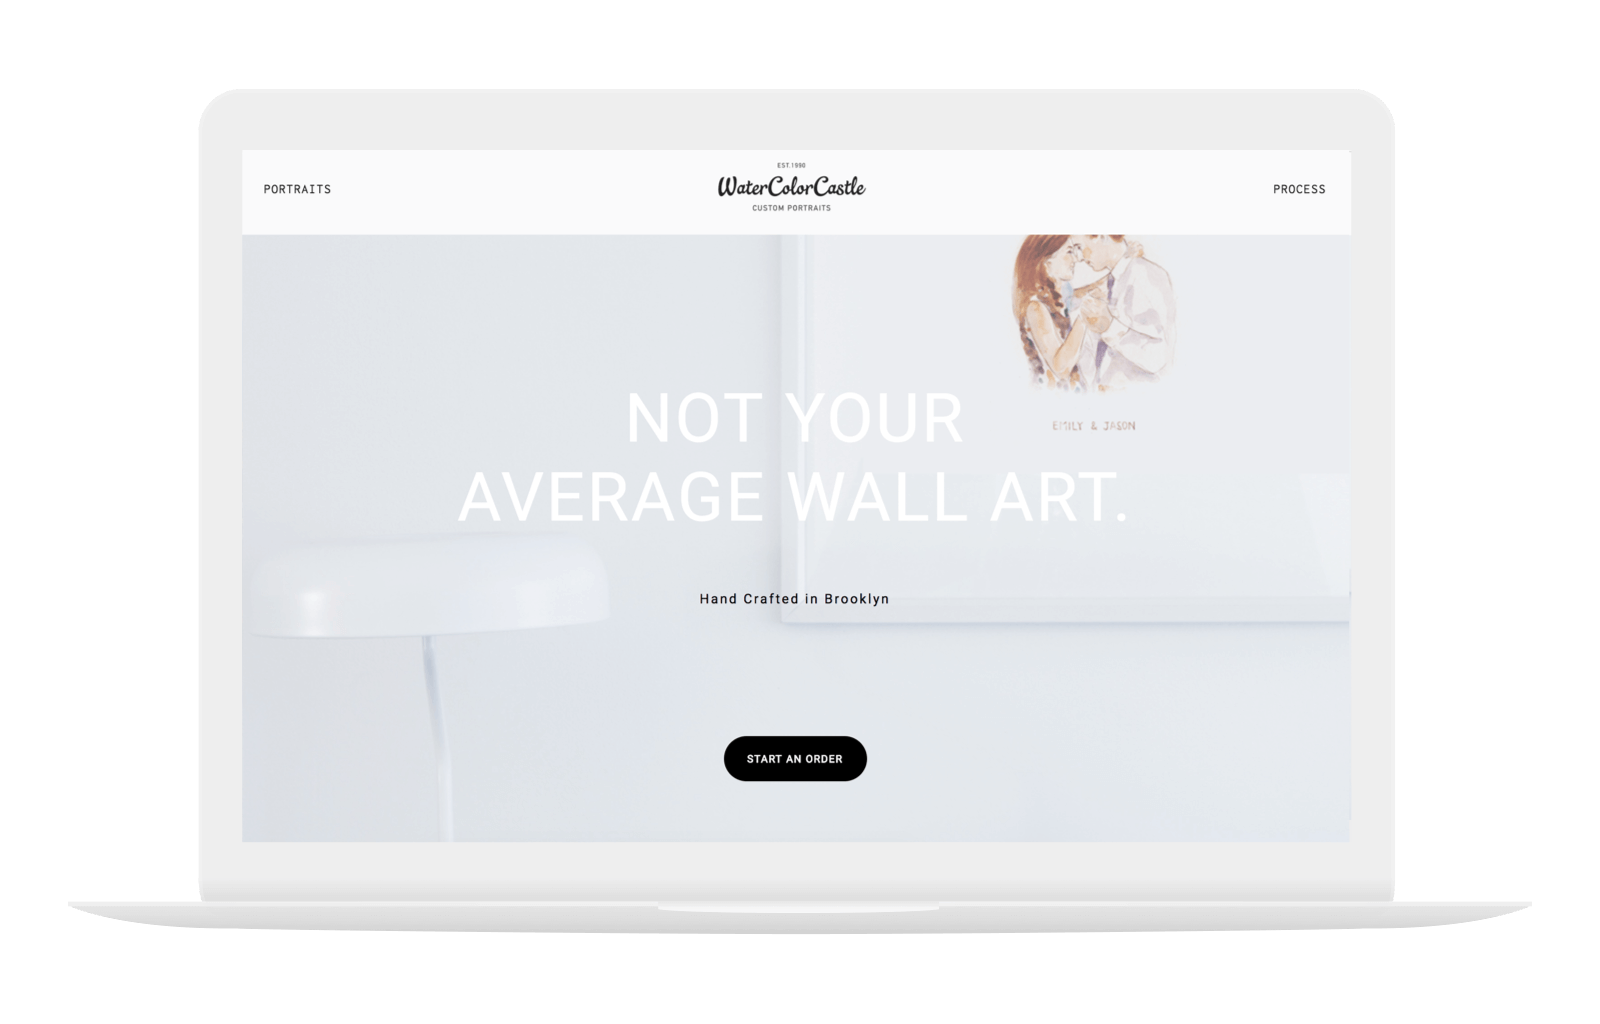 EST.1990
PORTRAITS
WaterColorCastle
PROCESS
CUSTOM PORTRAITS
EMILY & JASON
NOT YOUR
AVERAGE WALL ART.
Hand Crafted in Brooklyn
START AN ORDER